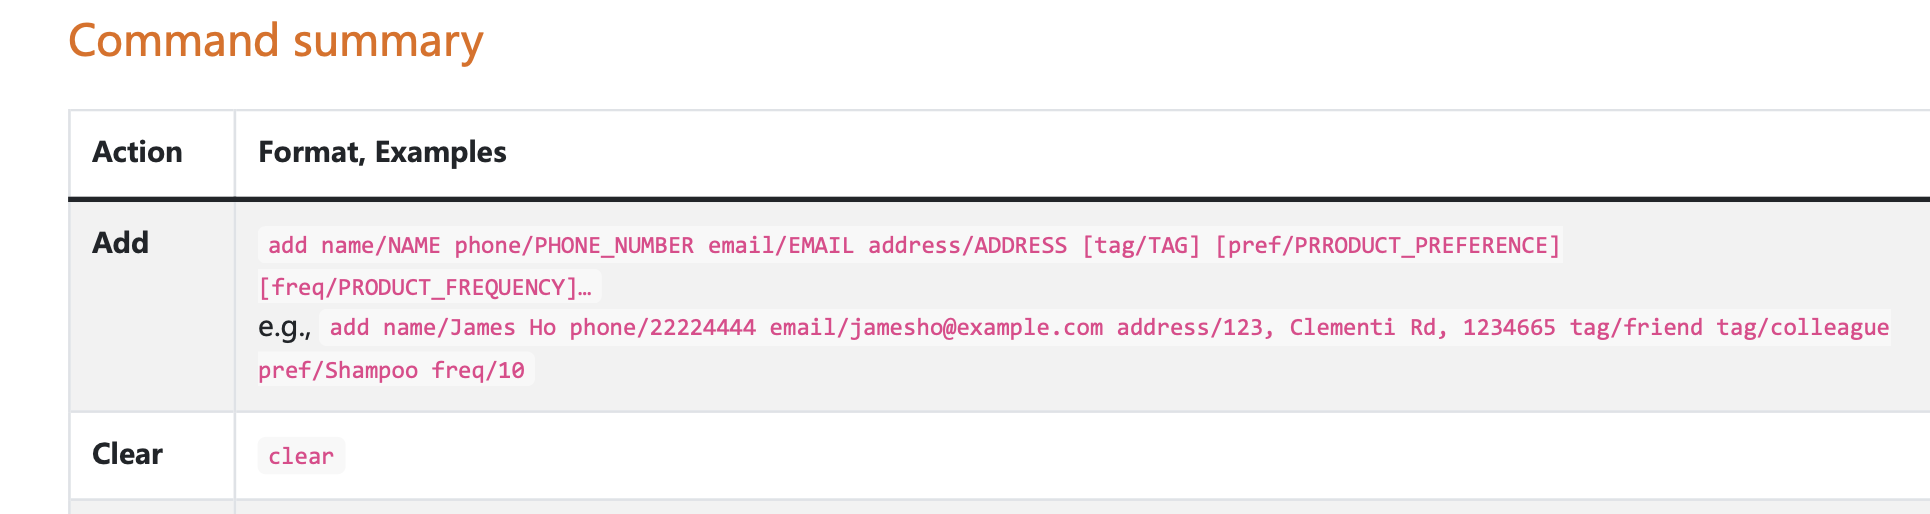 Command summary
Action
Format, Examples
Add
add name/NAME phone/PHONE_NUMBER email/EMAIL address/ADDRESS [tag/TAG] [pref/PRRODUCT_PREFERENCE]
[freq/PRODUCT_FREQUENCY]…
e.g., add name/James Ho phone/22224444 email/jamesho@example.com address/123, Clementi Rd, 1234665 tag/friend tag/colleague
pref/Shampoo freq/10
Clear
clear